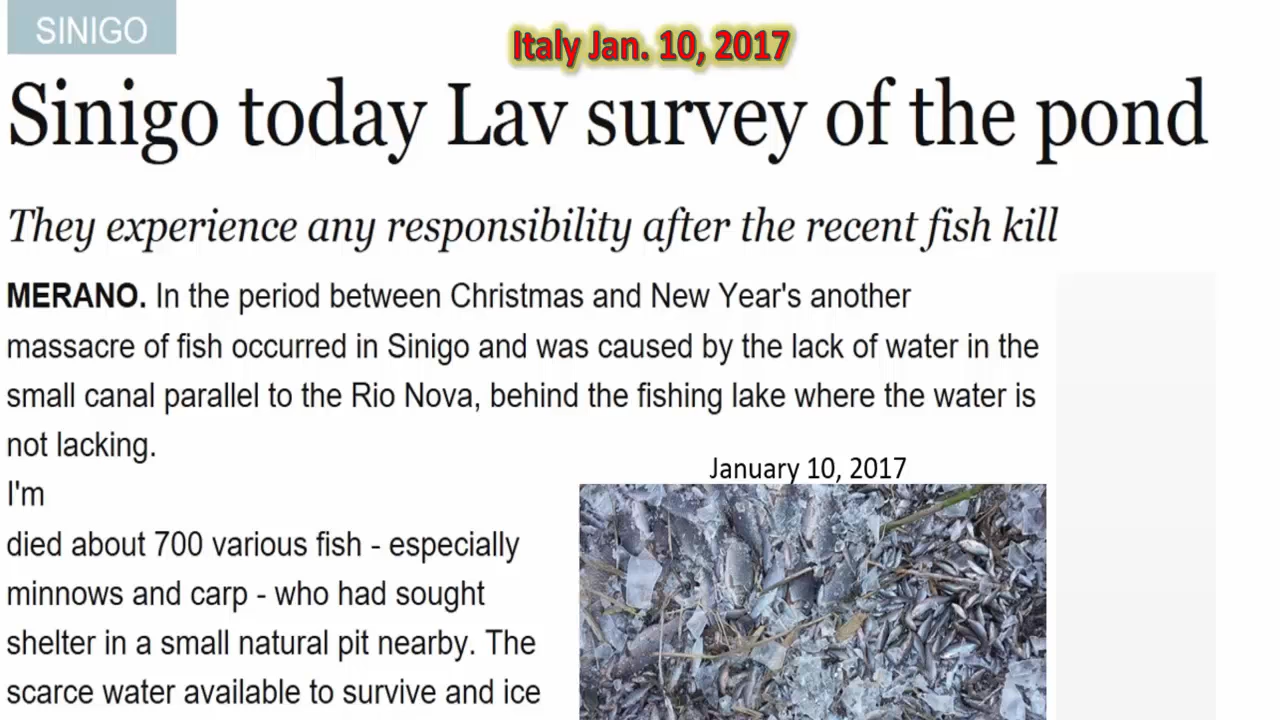 SINIGO
Italy Jan. 10, 2017
Sinigo today Lav survey of the pond
They experience any responsibility after the recent fish kill
MERANO. In the period between Christmas and New Year's another
massacre of fish occurred in Sinigo and was caused by the lack of water in the
small canal parallel to the Rio Nova, behind the fishing lake where the water is
not lacking.
I'm
died about 700 various fish - especially
minnows and carp - who had sought
shelter in a small natural pit nearby. The
scarce water available to survive and ice
January 10, 2017